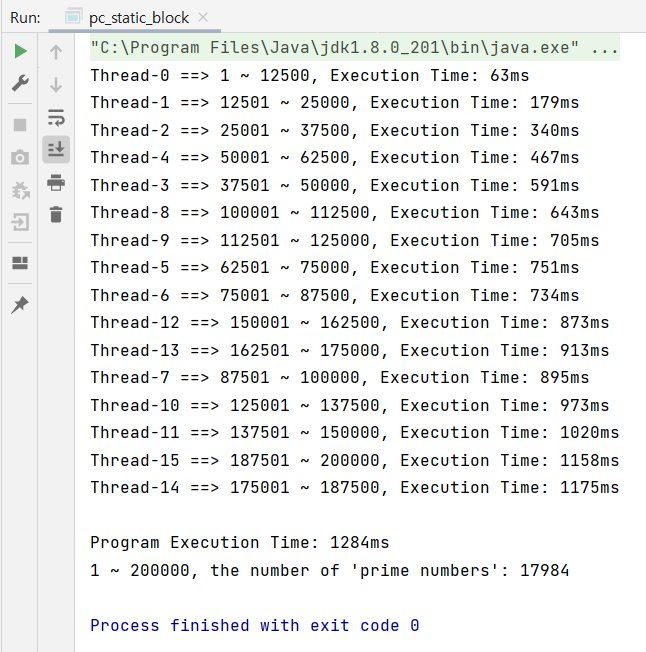 Run: pc_static_block
"C:\Program Files\Java\jdk1.8.0_201\bin\java.exe" ...
Thread-0 ==> 1 ~ 12500, Execution Time: 63ms
Thread-1 ==> 12501 ~ 25000, Execution Time: 179ms
Thread-2 ==> 25001 ~ 37500, Execution Time: 340ms
Thread-4 ==> 50001 ~ 62500, Execution Time: 467ms
Thread-3 ==> 37501 ~ 50000, Execution Time: 591ms
Thread-8 ==> 100001 ~ 112500, Execution Time: 643ms
Thread-9 ==> 112501 ~ 125000, Execution Time: 705ms
Thread-5 ==> 62501 ~ 75000, Execution Time: 751ms
Thread-6 ==> 75001 ~ 87500, Execution Time: 734ms
Thread-12 ==> 150001 ~ 162500, Execution Time: 873ms
Thread-13 ==> 162501 ~ 175000, Execution Time: 913ms
Thread-7 ==> 87501 ~ 100000, Execution Time: 895ms
Thread-10 ==> 125001 ~ 137500, Execution Time: 973ms
Thread-11 ==> 137501 ~ 150000, Execution Time: 1020ms
Thread-15 ==> 187501 ~ 200000, Execution Time: 1158ms
Thread-14 ==> 175001 ~ 187500, Execution Time: 1175ms
Program Execution Time: 1284ms
1 ~ 200000, the number of 'prime numbers': 17984
Process finished with exit code 0